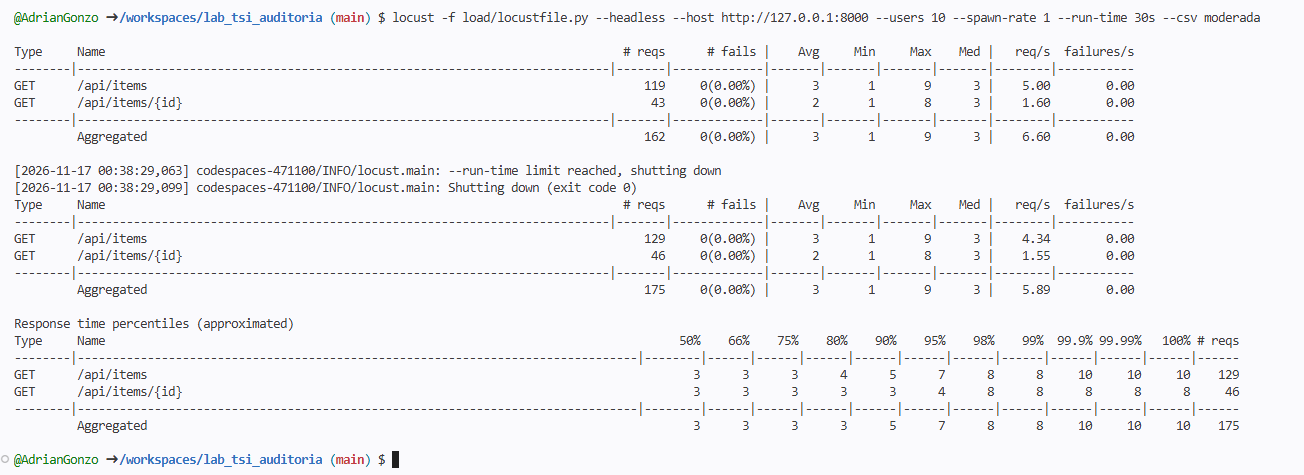 @AdrianGonzo ➜/workspaces/lab_tsi_auditoria (main) $ locust -f load/locustfile.py --headless --host http://127.0.0.1:8000 --users 10 --spawn-rate 1 --run-time 30s --csv moderada
Type     Name     # reqs     # fails |     Avg     Min     Max     Med |     req/s  failures/s
--------|-----------------------------------------------------------------|-------|------------|-------|-------|-------|-------|--------|-----------
GET     /api/items     119     0(0.00%) |     3     1     9     3 |     5.00     0.00
GET     /api/items/{id}     43     0(0.00%) |     2     1     8     3 |     1.60     0.00
--------|-----------------------------------------------------------------|-------|------------|-------|-------|-------|-------|--------|-----------
Aggregated     162     0(0.00%) |     3     1     9     3 |     6.60     0.00
[2026-11-17 00:38:29,063] codespaces-471100/INFO/locust.main: --run-time limit reached, shutting down
[2026-11-17 00:38:29,099] codespaces-471100/INFO/locust.main: Shutting down (exit code 0)
Type     Name     # reqs     # fails |     Avg     Min     Max     Med |     req/s  failures/s
--------|-----------------------------------------------------------------|-------|------------|-------|-------|-------|-------|--------|-----------
GET     /api/items     129     0(0.00%) |     3     1     9     3 |     4.34     0.00
GET     /api/items/{id}     46     0(0.00%) |     2     1     8     3 |     1.55     0.00
--------|-----------------------------------------------------------------|-------|------------|-------|-------|-------|-------|--------|-----------
Aggregated     175     0(0.00%) |     3     1     9     3 |     5.89     0.00
Response time percentiles (approximated)
Type     Name     50%    66%    75%    80%    90%    95%    98%    99%  99.9% 99.99%   100% # reqs
--------|-----------------------------------------------------------------|--------|------|------|------|------|------|------|------|------|------|------|------
GET     /api/items     3     3     3     4     5     7     8     8     10     10     10     129
GET     /api/items/{id}     3     3     3     3     3     4     8     8     8     8     8     46
--------|-----------------------------------------------------------------|--------|------|------|------|------|------|------|------|------|------|------|------
Aggregated     3     3     3     3     5     7     8     8     10     10     10     175
@AdrianGonzo ➜/workspaces/lab_tsi_auditoria (main) $